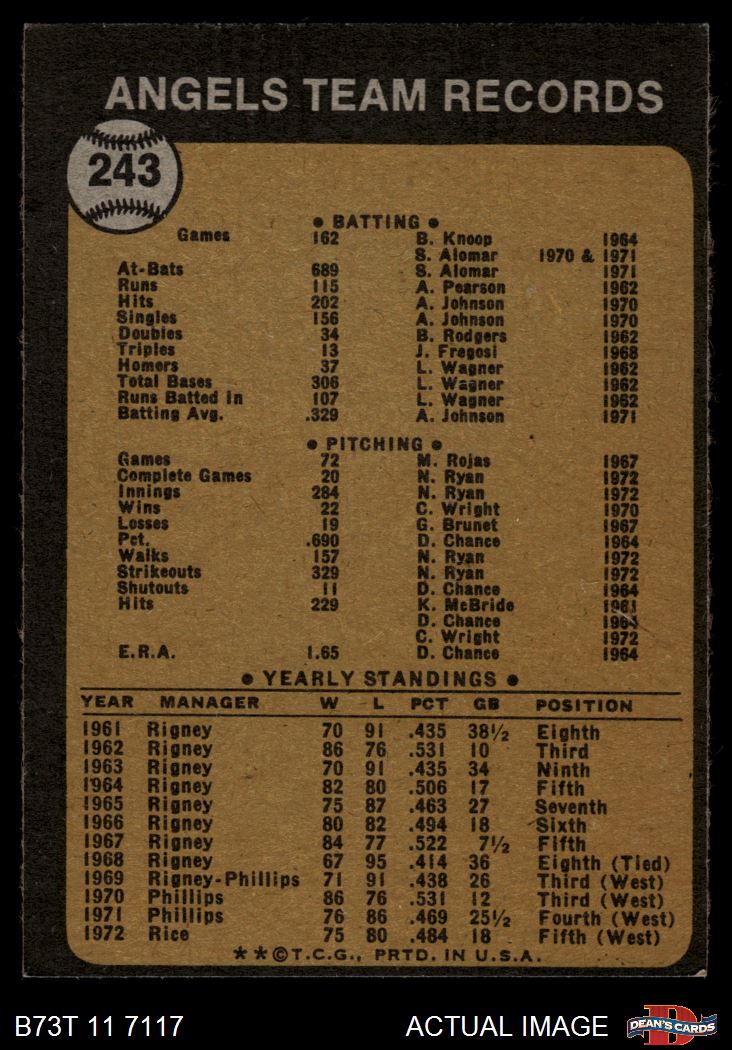 ANGELS TEAM RECORDS
243
• BATTING •
Games 162 B. Knoop 1964
S. Alomar 1970 & 1971
At-Bats 689 S. Alomar 1971
Runs 115 A. Pearson 1962
Hits 202 A. Johnson 1970
Singles 156 A. Johnson 1970
Doubles 34 B. Rodgers 1962
Triples 13 J. Fregosi 1968
Homers 37 L. Wagner 1962
Total Bases 306 L. Wagner 1962
Runs Batted In 107 L. Wagner 1962
Batting Avg. .329 A. Johnson 1971
• PITCHING •
Games 72 M. Rojas 1967
Complete Games 20 N. Ryan 1972
Innings 284 N. Ryan 1972
Wins 22 C. Wright 1970
Losses 19 G. Brunet 1967
Pct. .690 D. Chance 1964
Walks 157 N. Ryan 1972
Strikeouts 329 N. Ryan 1972
Shutouts 11 D. Chance 1964
Hits 229 K. McBride 1961
D. Chance 1964
C. Wright 1972
E.R.A. 1.65 D. Chance 1964
• YEARLY STANDINGS •
YEAR MANAGER W L PCT GB POSITION
1961 Rigney 70 91 .435 38½ Eighth
1962 Rigney 86 76 .531 10 Third
1963 Rigney 70 91 .435 34 Ninth
1964 Rigney 82 80 .506 17 Fifth
1965 Rigney 75 87 .463 27 Seventh
1966 Rigney 80 82 .494 18 Sixth
1967 Rigney 84 77 .522 7½ Fifth
1968 Rigney 67 95 .414 36 Eighth (Tied)
1969 Rigney-Phillips 71 91 .438 26 Third (West)
1970 Phillips 86 76 .531 12 Third (West)
1971 Phillips 76 86 .469 25½ Fourth (West)
1972 Rice 75 80 .484 18 Fifth (West)
**©T.C.G., PRTD. IN U.S.A.
B73T 11 7117 ACTUAL IMAGE DEAN'S CARDS